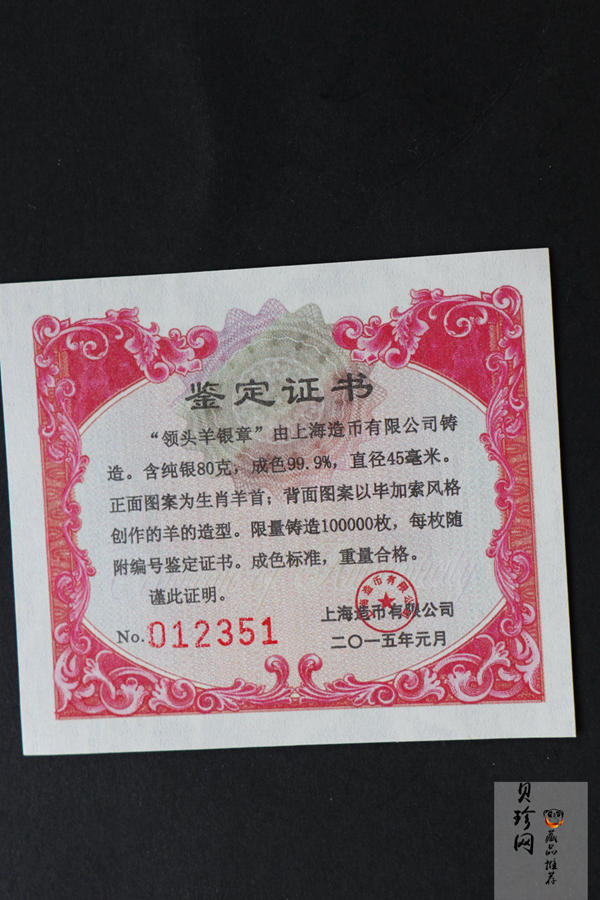 鉴定证书
“领头羊银章”由上海造币有限公司铸
造。含纯银80克，成色99.9%，直径45毫米。
正面图案为生肖羊首；背面图案以毕加索风格
创作的羊的造型。限量铸造100000枚，每枚随
附编号鉴定证书。成色标准，重量合格。
谨此证明。
上海造币有限公司
No.012351
二〇一五年元月
贝珍网
藏品推荐